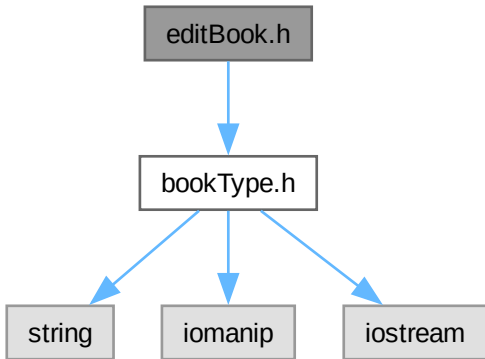 editBook.h
bookType.h
string
iomanip
iostream